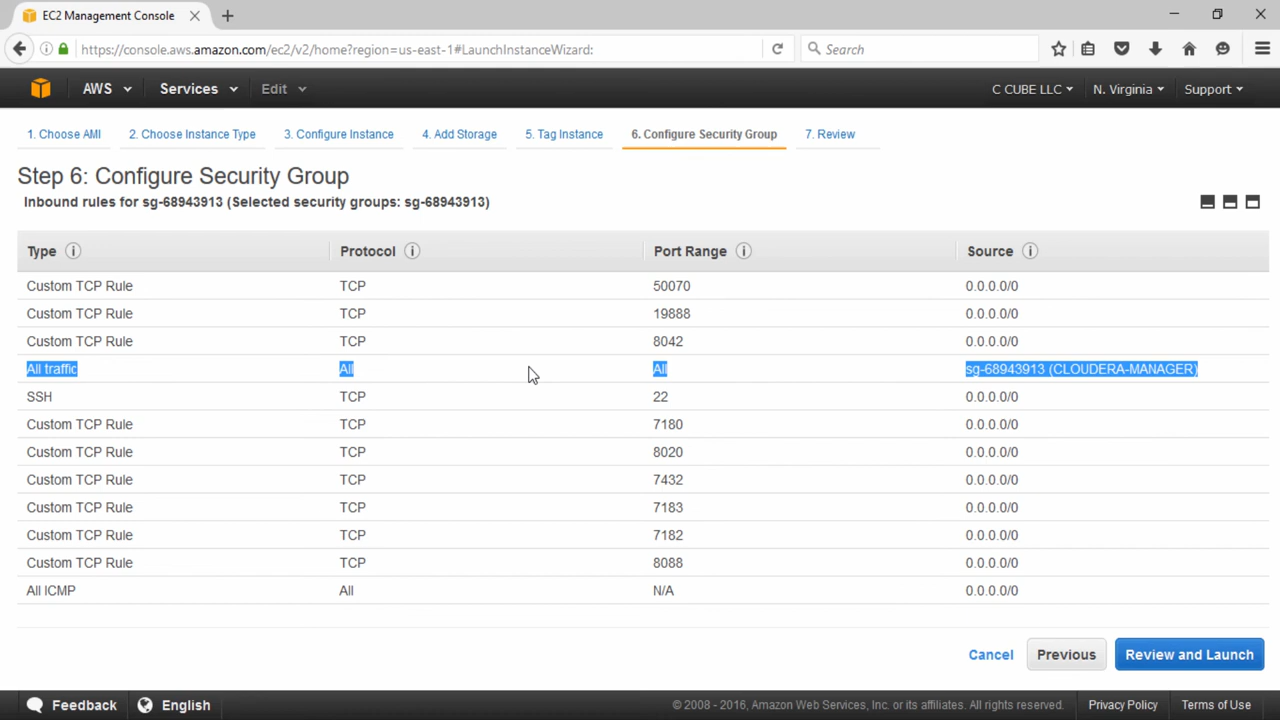 EC2 Management Console
https://console.aws.amazon.com/ec2/v2/home?region=us-east-1#LaunchInstanceWizard:
Search
AWS Services Edit C CUBE LLC N. Virginia Support
1. Choose AMI 2. Choose Instance Type 3. Configure Instance 4. Add Storage 5. Tag Instance 6. Configure Security Group 7. Review
Step 6: Configure Security Group
Inbound rules for sg-68943913 (Selected security groups: sg-68943913)
Type Protocol Port Range Source
Custom TCP Rule TCP 50070 0.0.0.0/0
Custom TCP Rule TCP 19888 0.0.0.0/0
Custom TCP Rule TCP 8042 0.0.0.0/0
All traffic All All sg-68943913 (CLOUDERA-MANAGER)
SSH TCP 22 0.0.0.0/0
Custom TCP Rule TCP 7180 0.0.0.0/0
Custom TCP Rule TCP 8020 0.0.0.0/0
Custom TCP Rule TCP 7432 0.0.0.0/0
Custom TCP Rule TCP 7183 0.0.0.0/0
Custom TCP Rule TCP 7182 0.0.0.0/0
Custom TCP Rule TCP 8088 0.0.0.0/0
All ICMP All N/A 0.0.0.0/0
Cancel Previous Review and Launch
Feedback English © 2008 - 2016, Amazon Web Services, Inc. or its affiliates. All rights reserved. Privacy Policy Terms of Use